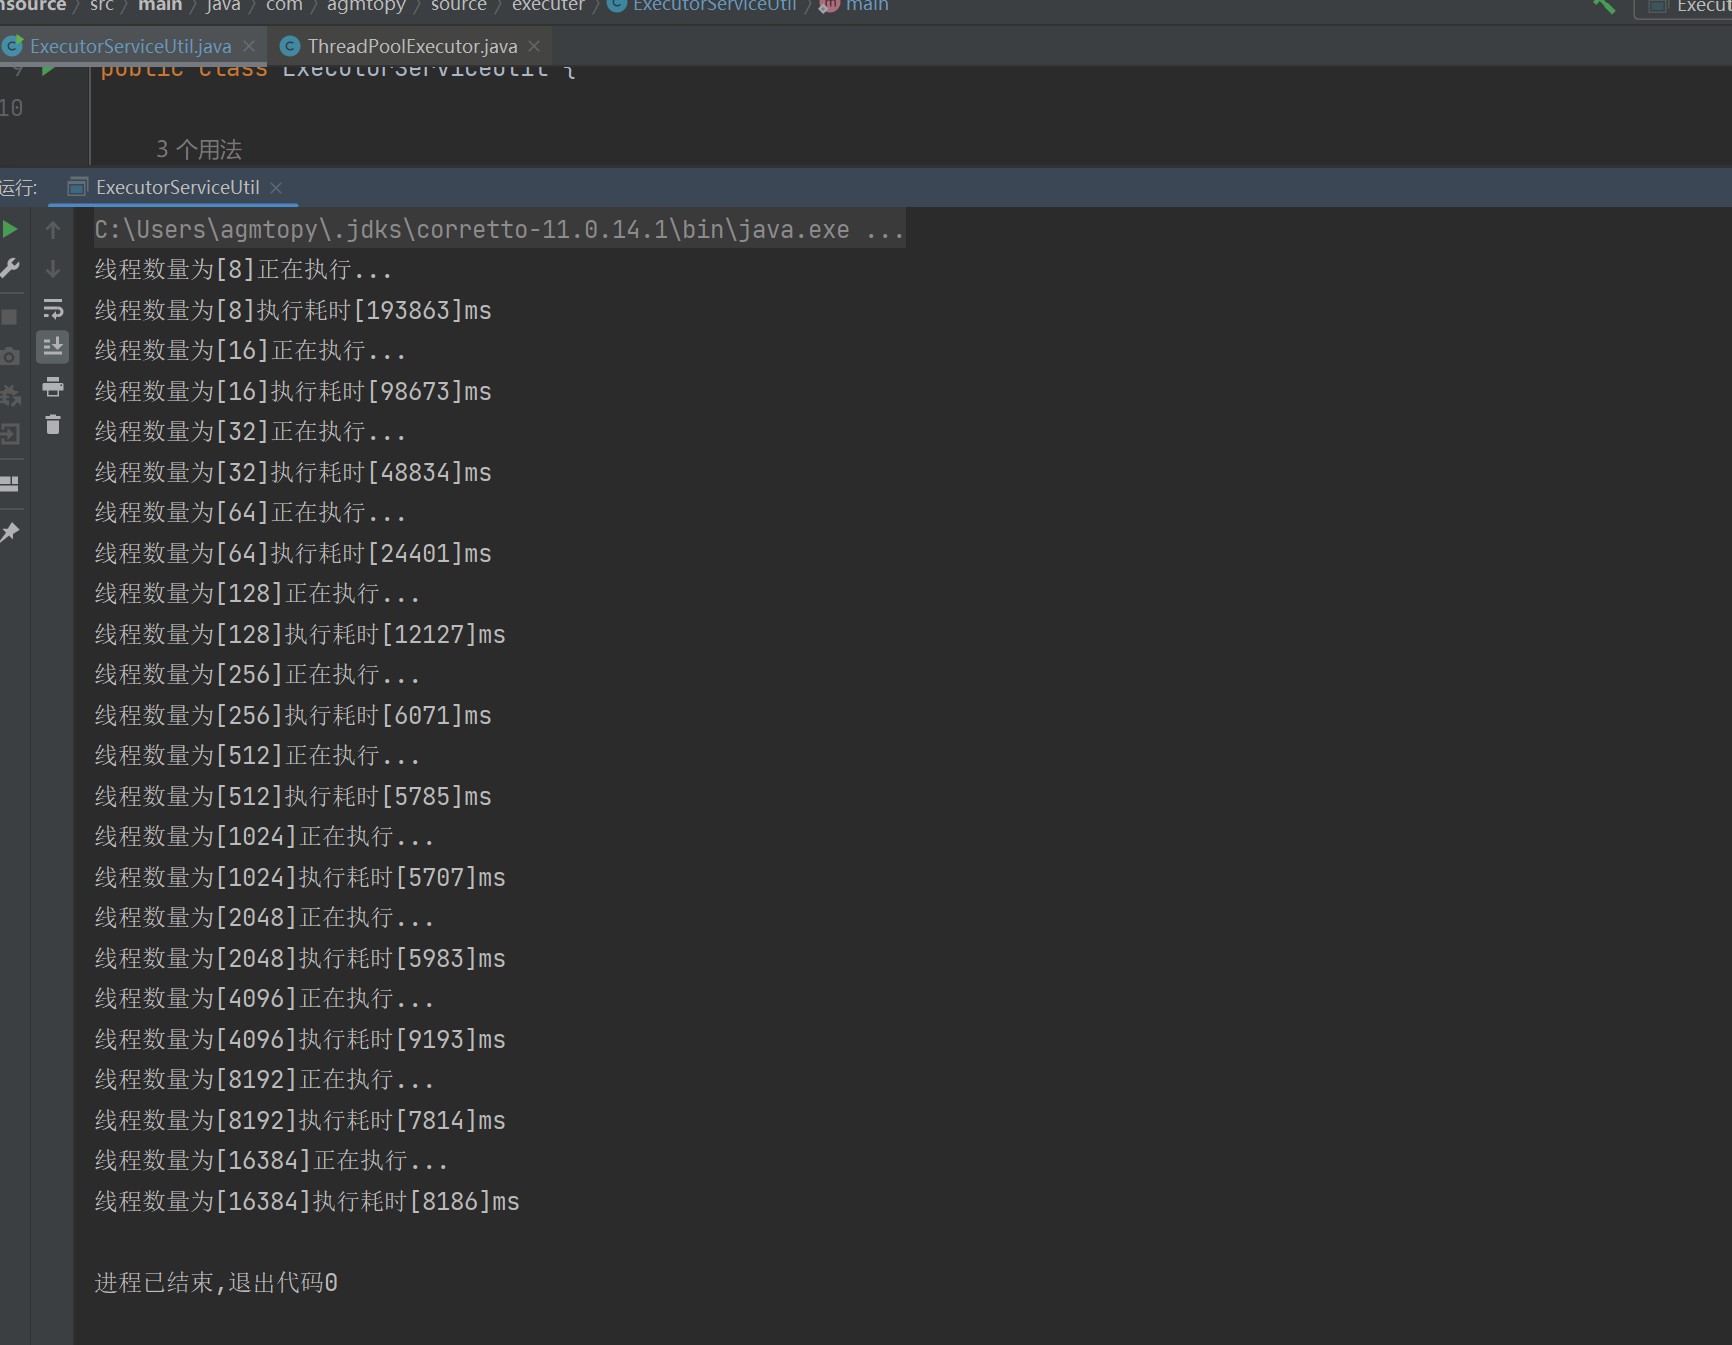 nsource 〉 src 〉 main 〉 java 〉 com 〉 agmtopy 〉 source 〉 executer 〉 ExecutorServiceUtil 〉 main
ExecutorServiceUtil.java
ThreadPoolExecutor.java
9 public class ExecutorServiceUtil {
10
3 个用法
运行: ExecutorServiceUtil
C:\Users\agmtopy\.jdks\corretto-11.0.14.1\bin\java.exe ...
线程数量为[8]正在执行...
线程数量为[8]执行耗时[193863]ms
线程数量为[16]正在执行...
线程数量为[16]执行耗时[98673]ms
线程数量为[32]正在执行...
线程数量为[32]执行耗时[48834]ms
线程数量为[64]正在执行...
线程数量为[64]执行耗时[24401]ms
线程数量为[128]正在执行...
线程数量为[128]执行耗时[12127]ms
线程数量为[256]正在执行...
线程数量为[256]执行耗时[6071]ms
线程数量为[512]正在执行...
线程数量为[512]执行耗时[5785]ms
线程数量为[1024]正在执行...
线程数量为[1024]执行耗时[5707]ms
线程数量为[2048]正在执行...
线程数量为[2048]执行耗时[5983]ms
线程数量为[4096]正在执行...
线程数量为[4096]执行耗时[9193]ms
线程数量为[8192]正在执行...
线程数量为[8192]执行耗时[7814]ms
线程数量为[16384]正在执行...
线程数量为[16384]执行耗时[8186]ms
进程已结束,退出代码0